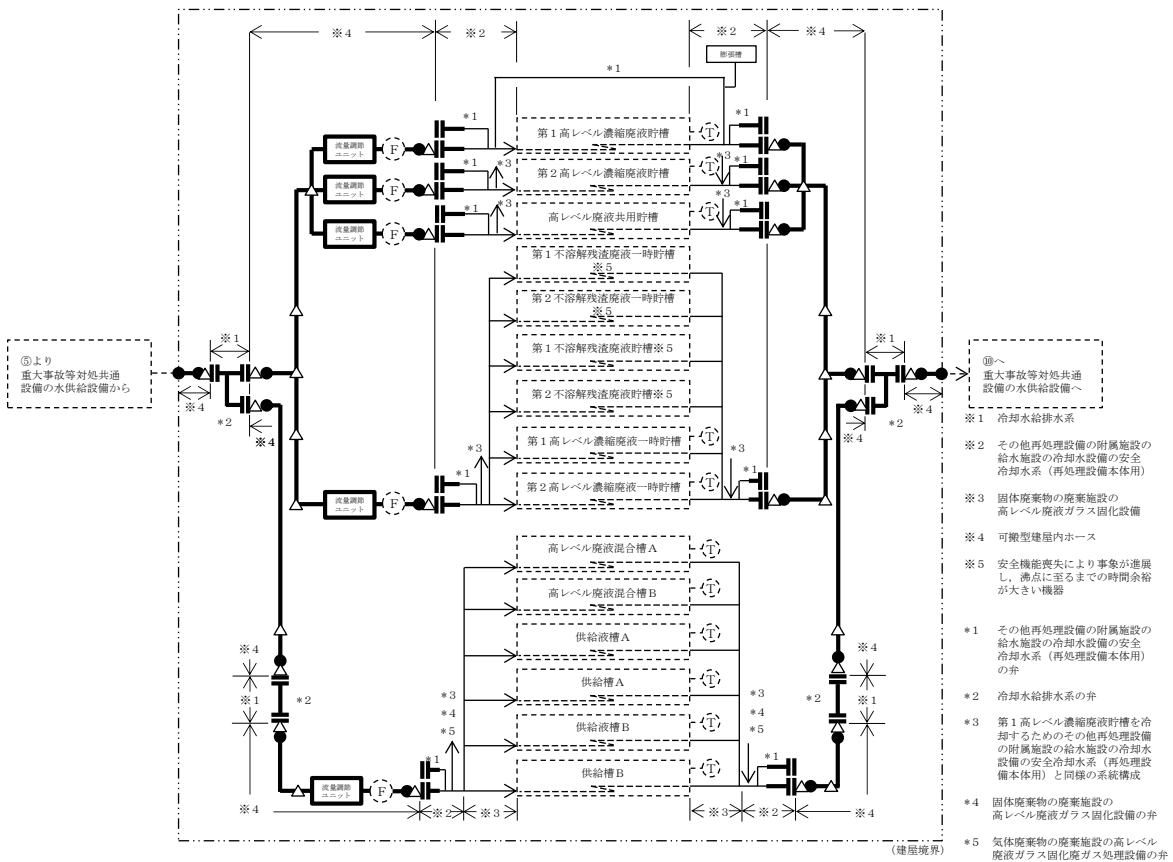 ※4
※2
※2
※4
膨張槽
*1
*1
第1高レベル濃縮廃液貯槽
T
*1
流量調節
ユニット
F
*1
*3
第2高レベル濃縮廃液貯槽
T
*3
*1
流量調節
ユニット
F
*1
*3
高レベル廃液共用貯槽
T
*3
*1
流量調節
ユニット
F
第1不溶解残渣廃液一時貯槽
※5
第2不溶解残渣廃液一時貯槽
※5
第1不溶解残渣廃液貯槽※5
第2不溶解残渣廃液貯槽※5
第1高レベル濃縮廃液一時貯槽
T
*1
*3
第2高レベル濃縮廃液一時貯槽
T
*3
*1
流量調節
ユニット
F
⑤より
重大事故等対処共通
設備の水供給設備から
※1
※4
*2
※4
※1
※4
*2
※4
⑩へ
重大事故等対処共通
設備の水供給設備へ
高レベル廃液混合槽A
T
高レベル廃液混合槽B
T
供給液槽A
T
供給槽A
T
供給液槽B
T
供給槽B
T
※4
※1
*2
※4
*3
*4
*5
*1
流量調節
ユニット
F
※2
※3
*3
*4
*5
*1
※3
※2
※4
※4
※1
*2
(建屋境界)
※1 冷却水給排水系
※2 その他再処理設備の附属施設の
給水施設の冷却水設備の安全
冷却水系（再処理設備本体用）
※3 固体廃棄物の廃棄施設の
高レベル廃液ガラス固化設備
※4 可搬型建屋内ホース
※5 安全機能喪失により事象が進展
し，沸点に至るまでの時間余裕
が大きい機器
*1 その他再処理設備の附属施設の
給水施設の冷却水設備の安全
冷却水系（再処理設備本体用）
の弁
*2 冷却水給排水系の弁
*3 第1高レベル濃縮廃液貯槽を冷
却するためのその他再処理設備
の附属施設の給水施設の冷却水
設備の安全冷却水系（再処理設
備本体用）と同様の系統構成
*4 固体廃棄物の廃棄施設の
高レベル廃液ガラス固化設備の弁
*5 気体廃棄物の廃棄施設の高レベル
廃液ガラス固化廃ガス処理設備の弁